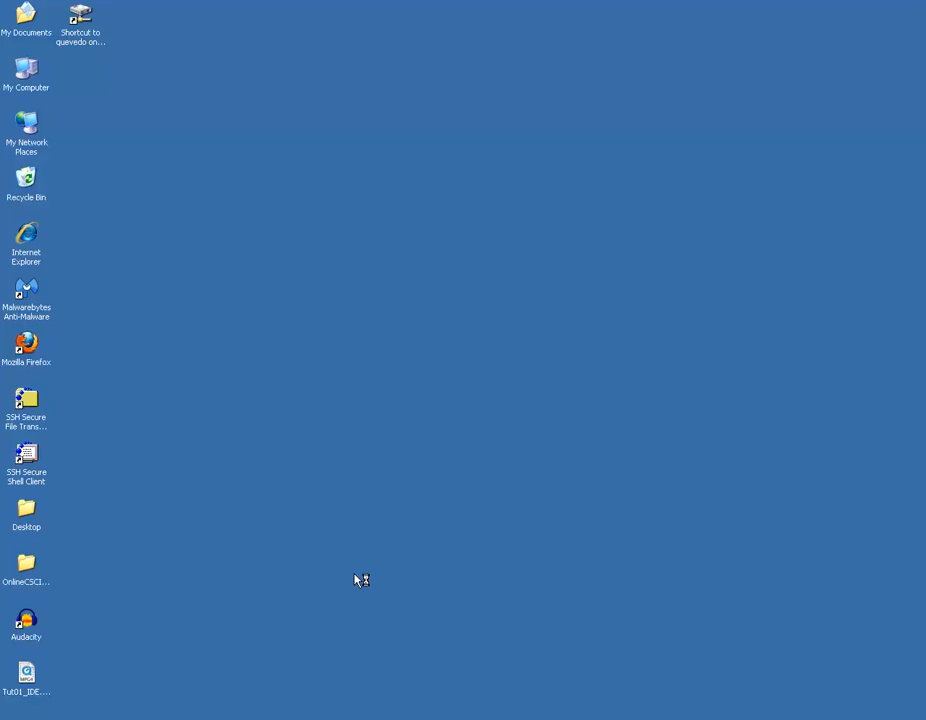 My Documents
Shortcut to
quevedo on...
My Computer
My Network
Places
Recycle Bin
Internet
Explorer
Malwarebytes
Anti-Malware
Mozilla Firefox
SSH Secure
File Trans...
SSH Secure
Shell Client
Desktop
OnlineCSCI...
Audacity
MPG4
Tut01_IDE....